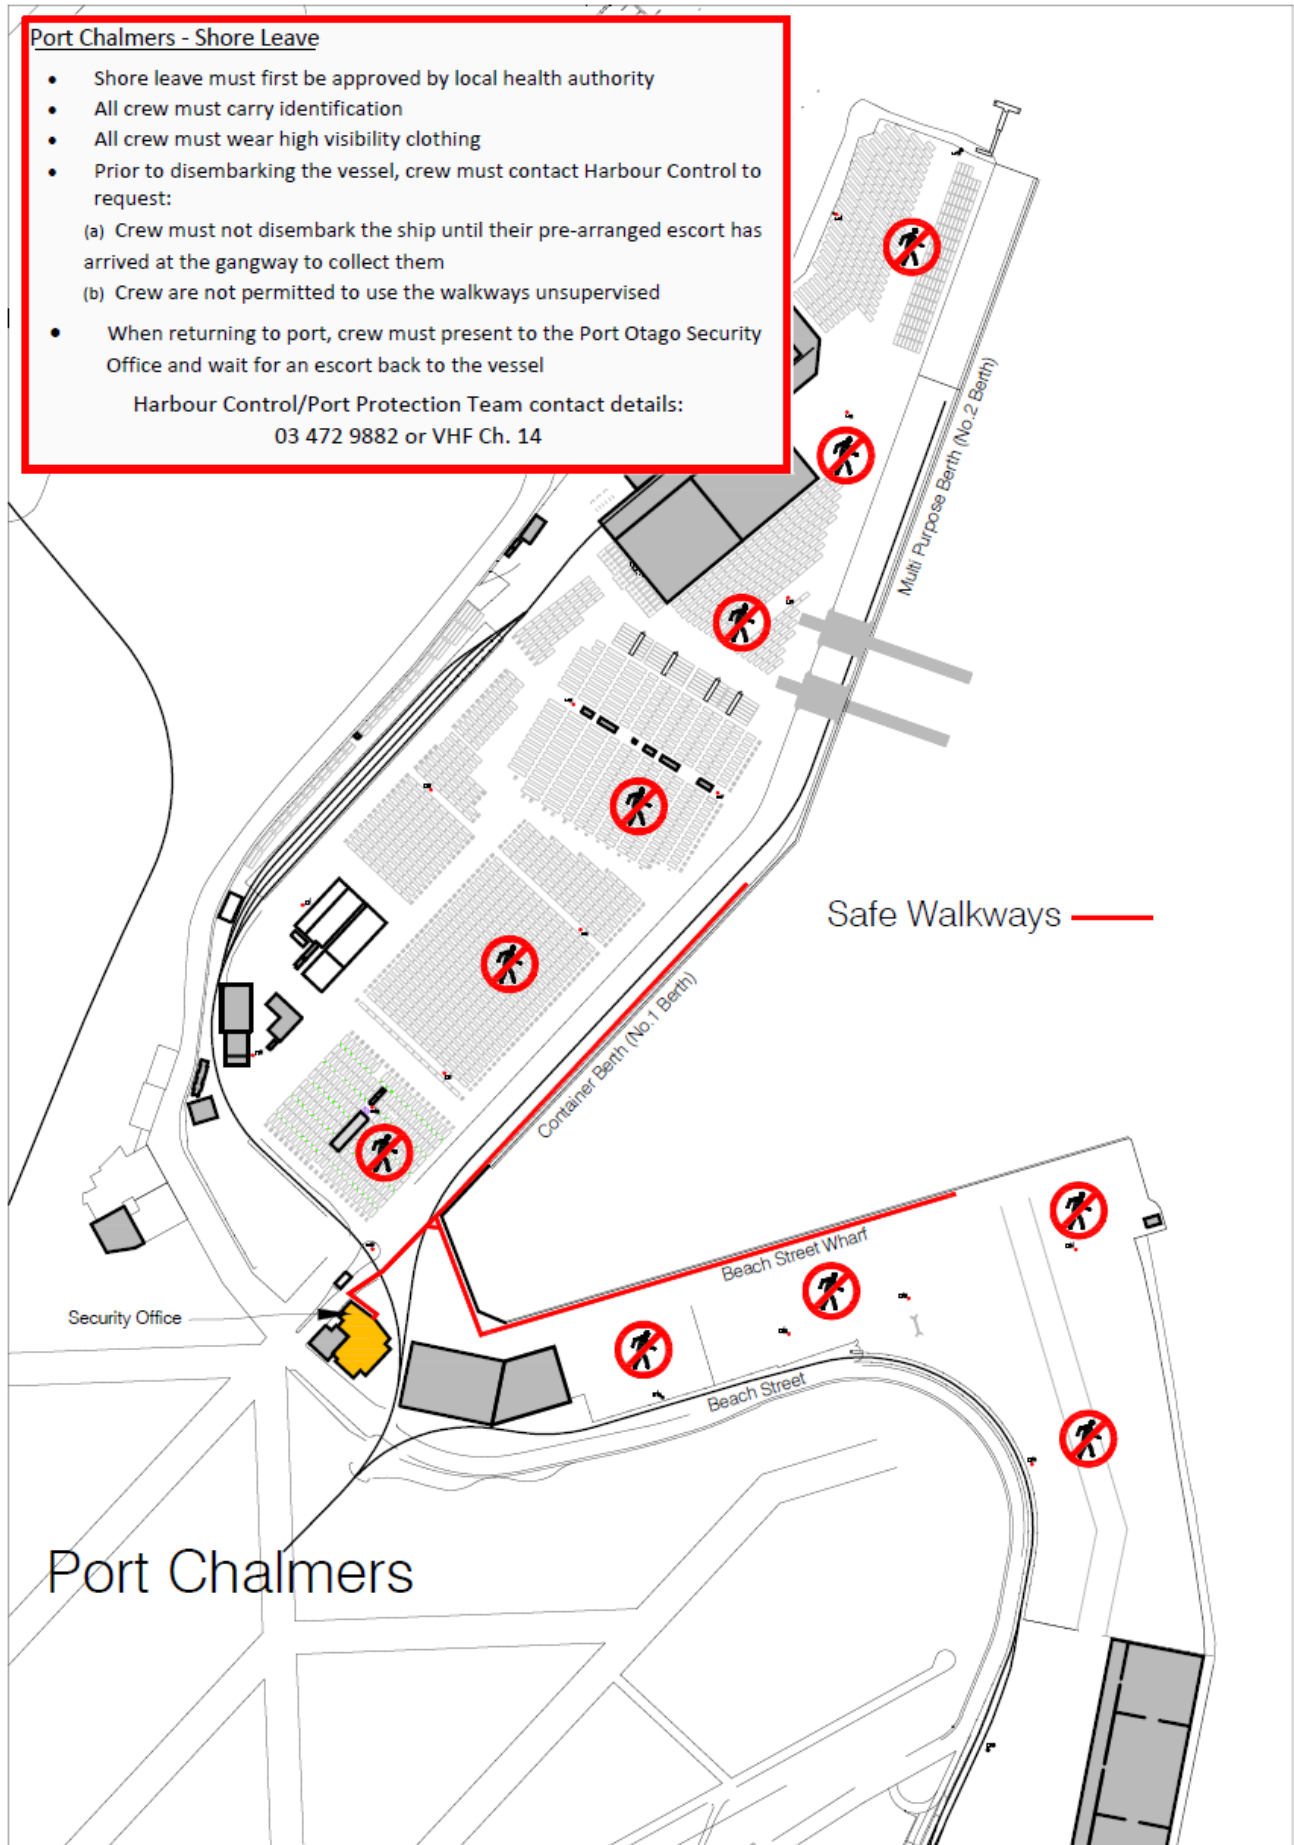 Port Chalmers - Shore Leave
• Shore leave must first be approved by local health authority
• All crew must carry identification
• All crew must wear high visibility clothing
• Prior to disembarking the vessel, crew must contact Harbour Control to
request:
(a) Crew must not disembark the ship until their pre-arranged escort has
arrived at the gangway to collect them
(b) Crew are not permitted to use the walkways unsupervised
• When returning to port, crew must present to the Port Otago Security
Office and wait for an escort back to the vessel
Harbour Control/Port Protection Team contact details:
03 472 9882 or VHF Ch. 14
Multi Purpose Berth (No.2 Berth)
Safe Walkways
Container Berth (No.1 Berth)
Beach Street Wharf
Security Office
Beach Street
Port Chalmers